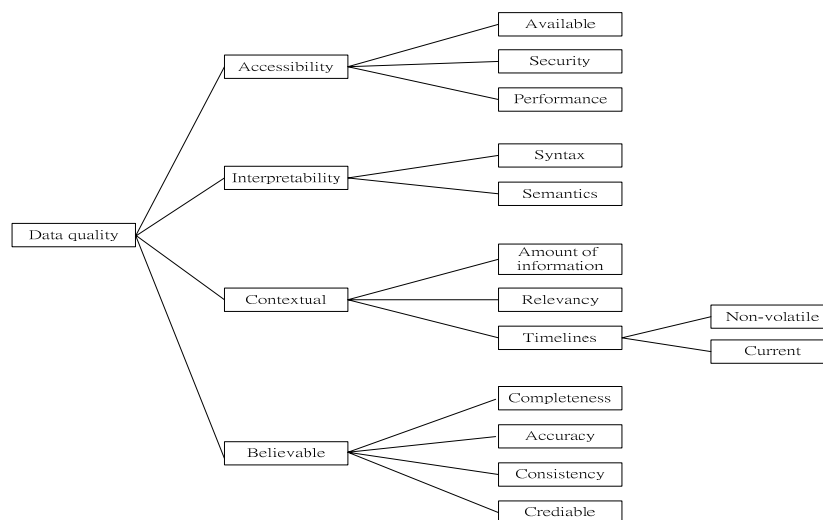 Data quality
Accessibility
Available
Security
Performance
Interpretability
Syntax
Semantics
Contextual
Amount of
information
Relevancy
Timelines
Non-volatile
Current
Believable
Completeness
Accuracy
Consistency
Crediable